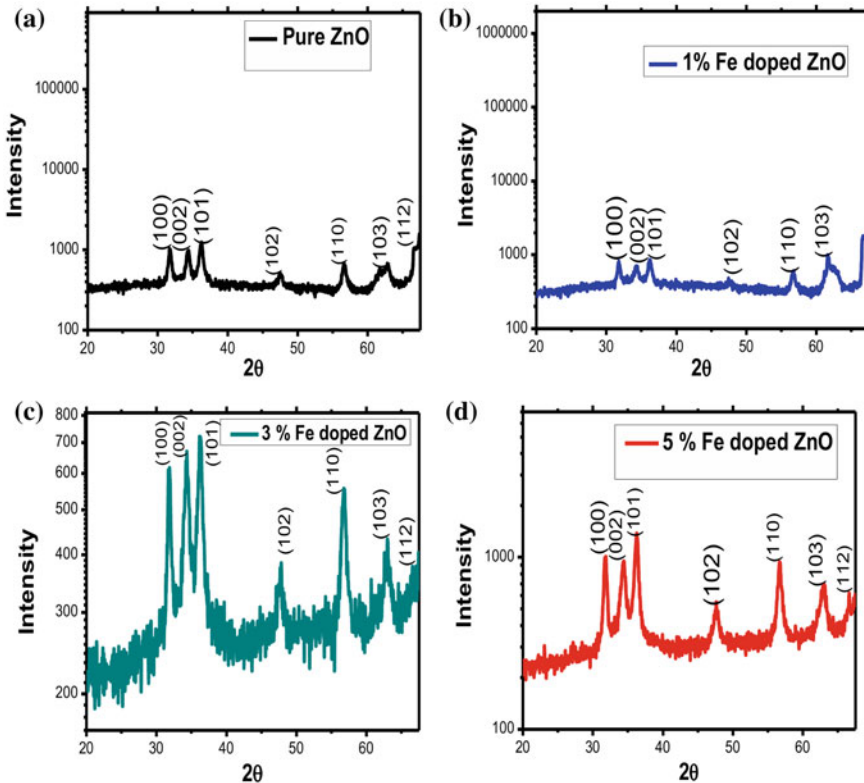 (a)
Pure ZnO
Intensity
100000
10000
1000
100
(100)
(002)
(101)
(102)
(110)
(103)
(112)
20 30 40 50 60
2θ
(b)
1% Fe doped ZnO
Intensity
1000000
100000
10000
1000
100
(100)
(002)
(101)
(102)
(110)
(103)
20 30 40 50 60
2θ
(c)
3 % Fe doped ZnO
Intensity
800
700
600
500
400
300
200
(100)
(002)
(101)
(102)
(110)
(103)
(112)
20 30 40 50 60
2θ
(d)
5 % Fe doped ZnO
Intensity
1000
100
(100)
(002)
(101)
(102)
(110)
(103)
(112)
20 30 40 50 60
2θ